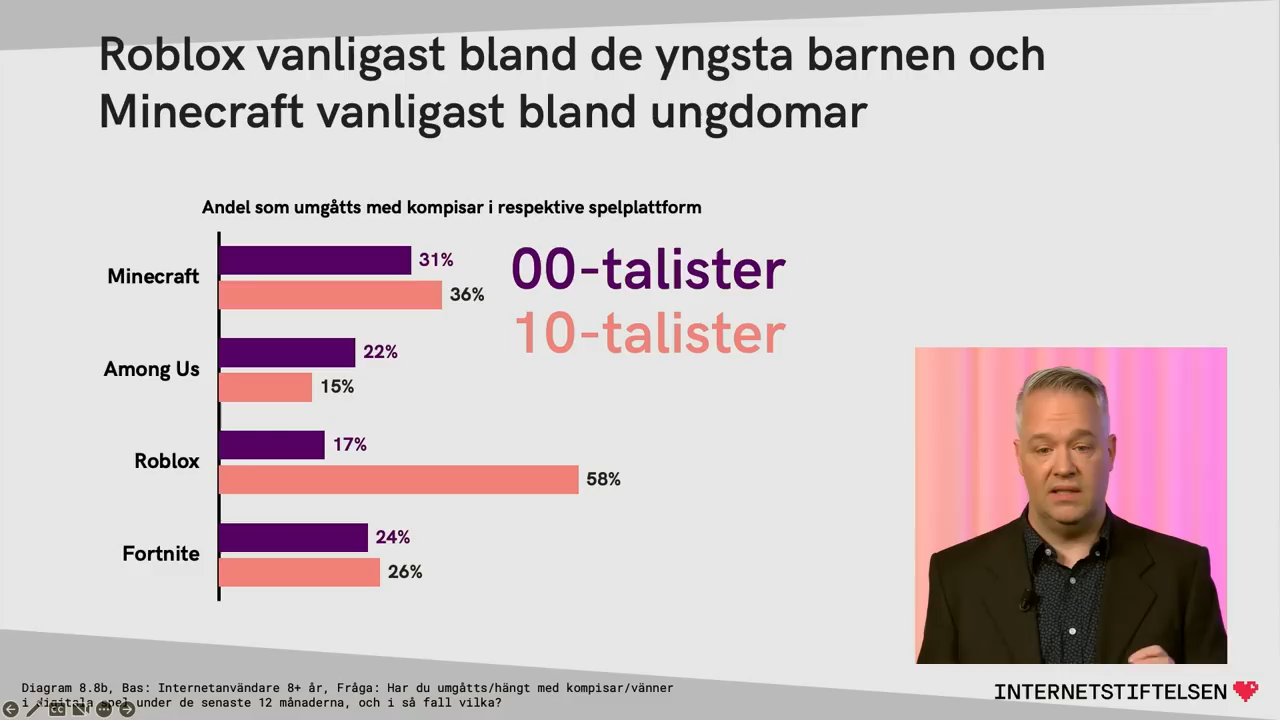 Roblox vanligast bland de yngsta barnen och
Minecraft vanligast bland ungdomar
Andel som umgåtts med kompisar i respektive spelplattform
00-talister
10-talister
Minecraft
31%
36%
Among Us
22%
15%
Roblox
17%
58%
Fortnite
24%
26%
Diagram 8.8b, Bas: Internetanvändare 8+ år, Fråga: Har du umgåtts/hängt med kompisar/vänner
i digitala spel under de senaste 12 månaderna, och i så fall vilka?
CC
INTERNETSTIFTELSEN